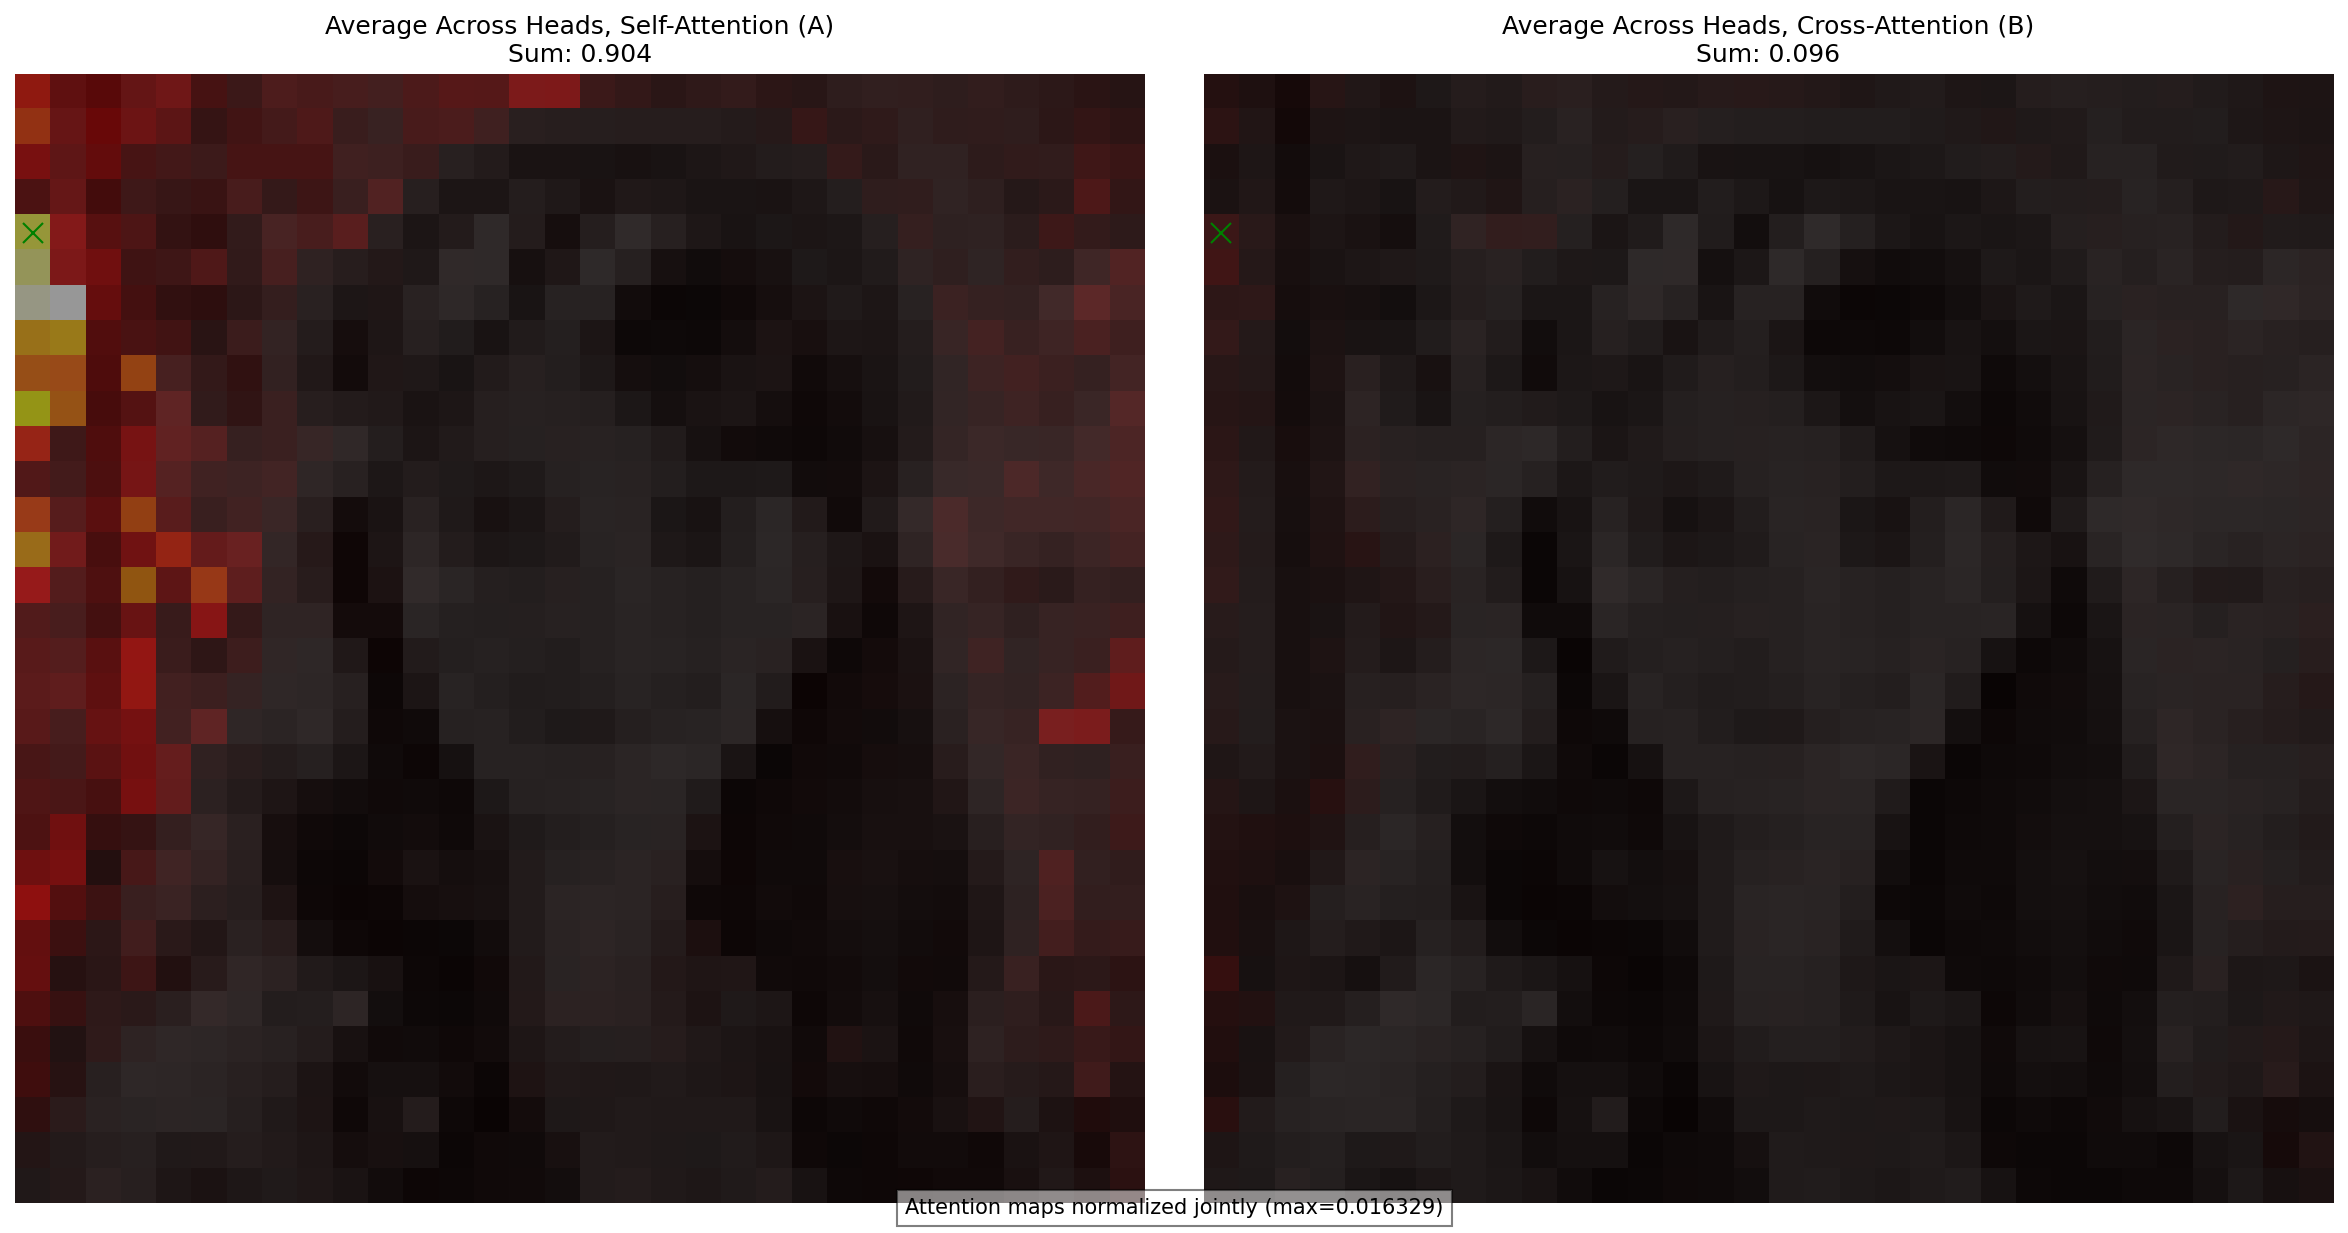 Average Across Heads, Self-Attention (A)
Sum: 0.904
Average Across Heads, Cross-Attention (B)
Sum: 0.096
Attention maps normalized jointly (max=0.016329)